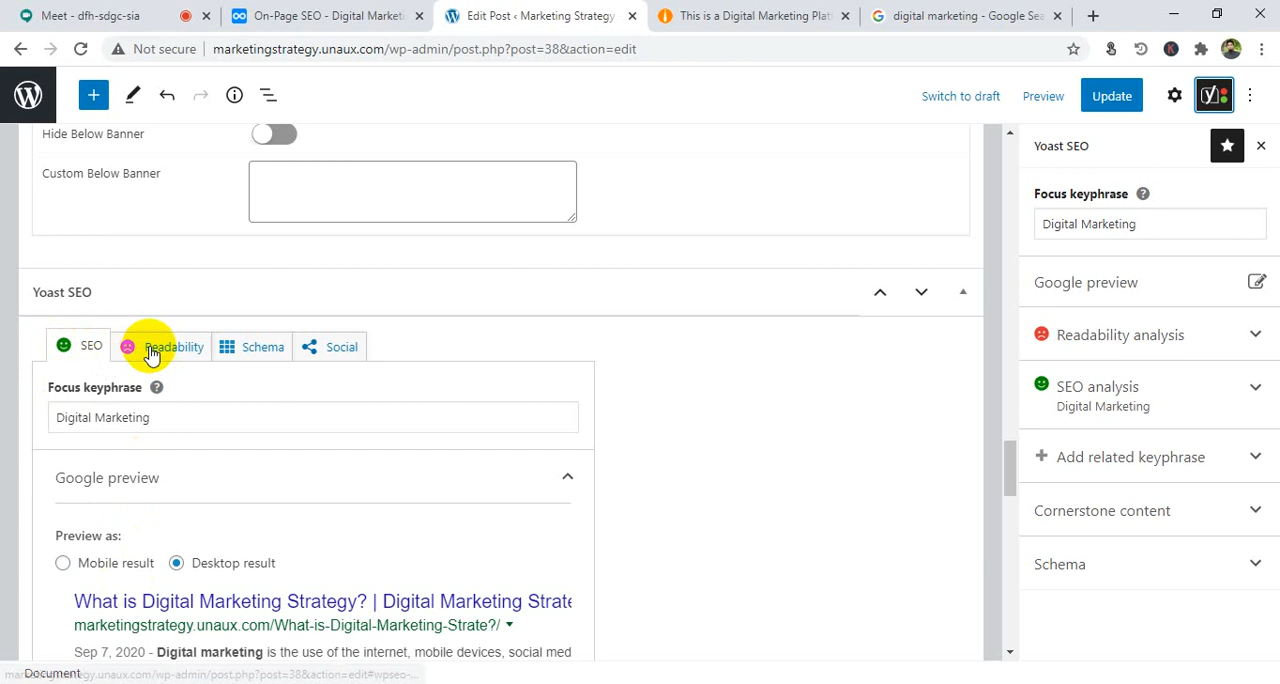 Meet - dfh-sdgc-sia
On-Page SEO - Digital Marketi
Edit Post ‹ Marketing Strategy
This is a Digital Marketing Plat
digital marketing - Google Sea
Not secure
marketingstrategy.unaux.com/wp-admin/post.php?post=38&action=edit
Switch to draft
Preview
Update
Hide Below Banner
Custom Below Banner
Yoast SEO
SEO
Readability
Schema
Social
Focus keyphrase
Digital Marketing
Google preview
Preview as:
Mobile result
Desktop result
What is Digital Marketing Strategy? | Digital Marketing Strate
marketingstrategy.unaux.com/What-is-Digital-Marketing-Strate?/
Sep 7, 2020 - Digital marketing is the use of the internet, mobile devices, social med
Yoast SEO
Focus keyphrase
Digital Marketing
Google preview
Readability analysis
SEO analysis
Digital Marketing
Add related keyphrase
Cornerstone content
Schema
Document